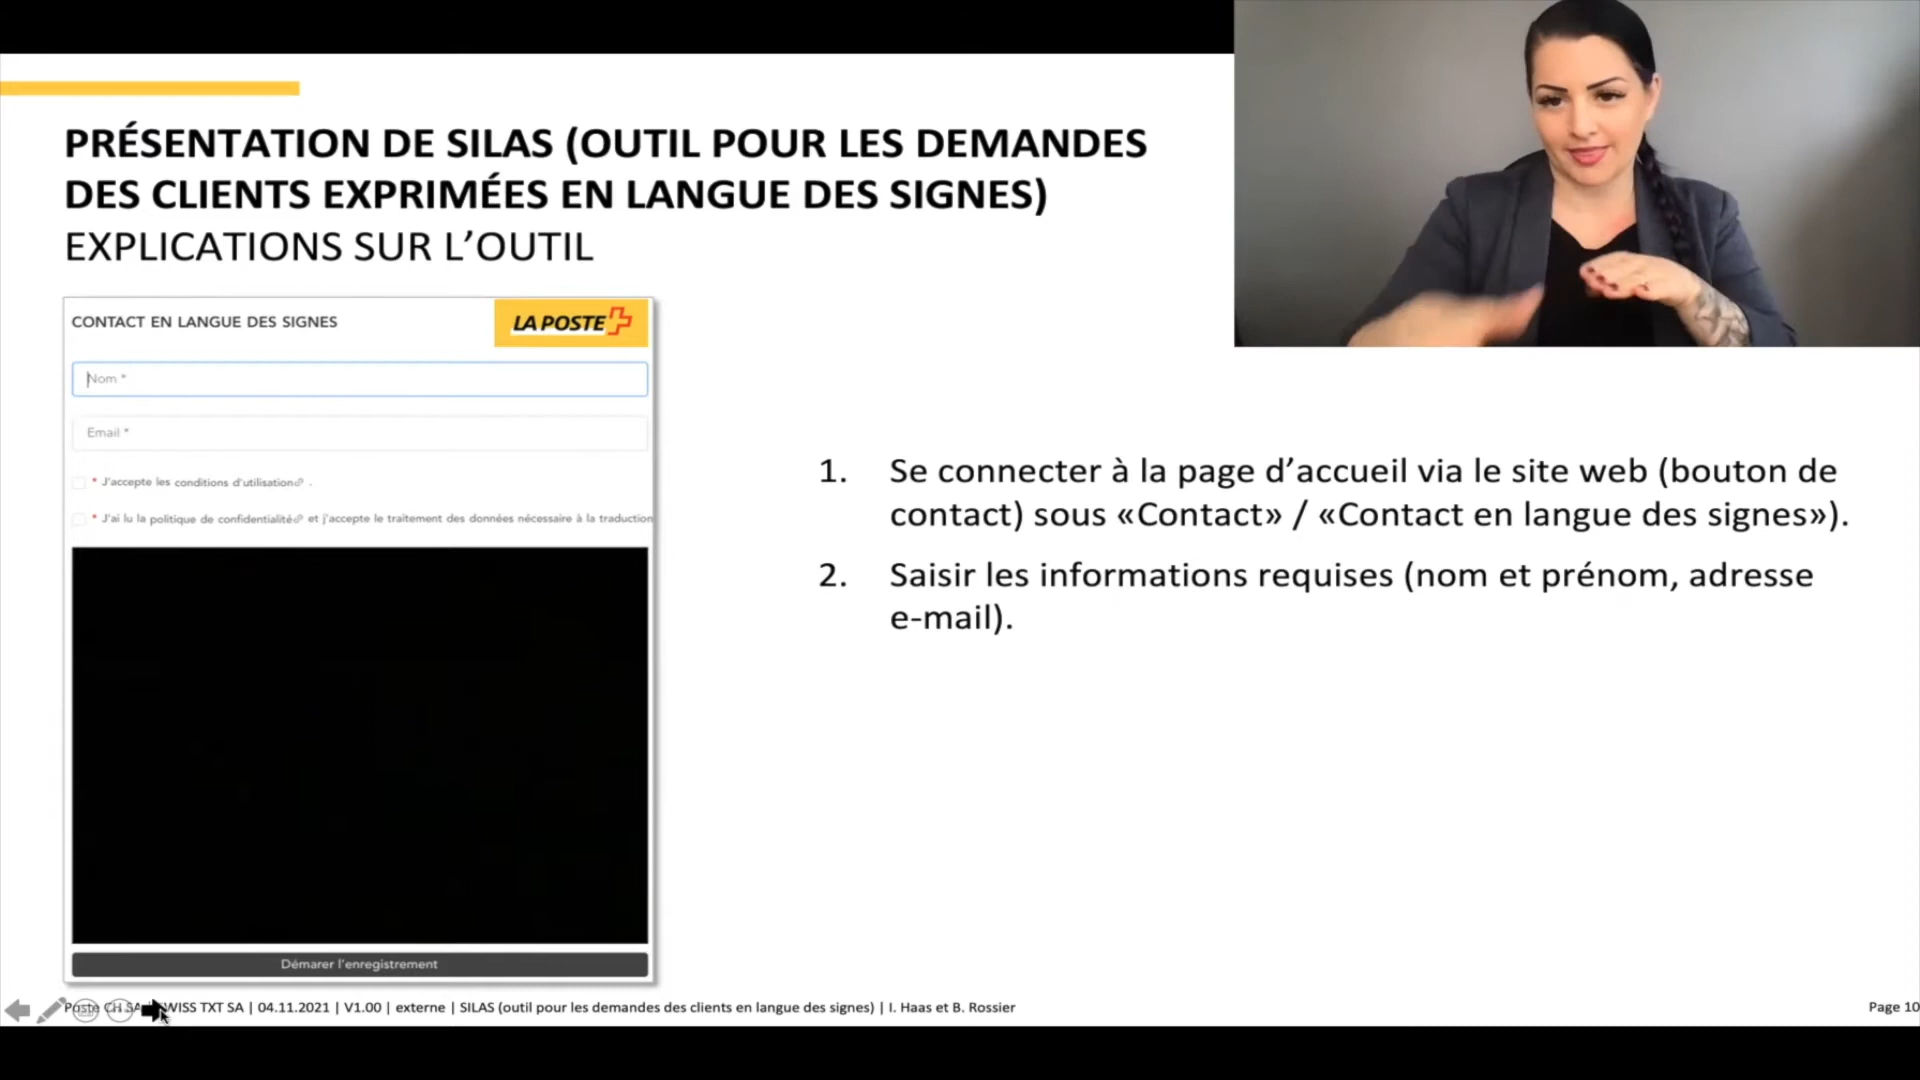 PRÉSENTATION DE SILAS (OUTIL POUR LES DEMANDES
DES CLIENTS EXPRIMÉES EN LANGUE DES SIGNES)
EXPLICATIONS SUR L’OUTIL
CONTACT EN LANGUE DES SIGNES
LA POSTE
Nom *
Email *
* J'accepte les conditions d'utilisation .
* J'ai lu la politique de confidentialité et j'accepte le traitement des données nécessaire à la traduction
Démarer l'enregistrement
1. Se connecter à la page d’accueil via le site web (bouton de
contact) sous «Contact» / «Contact en langue des signes»).
2. Saisir les informations requises (nom et prénom, adresse
e-mail).
Poste CH SA | SWISS TXT SA | 04.11.2021 | V1.00 | externe | SILAS (outil pour les demandes des clients en langue des signes) | I. Haas et B. Rossier
Page 10